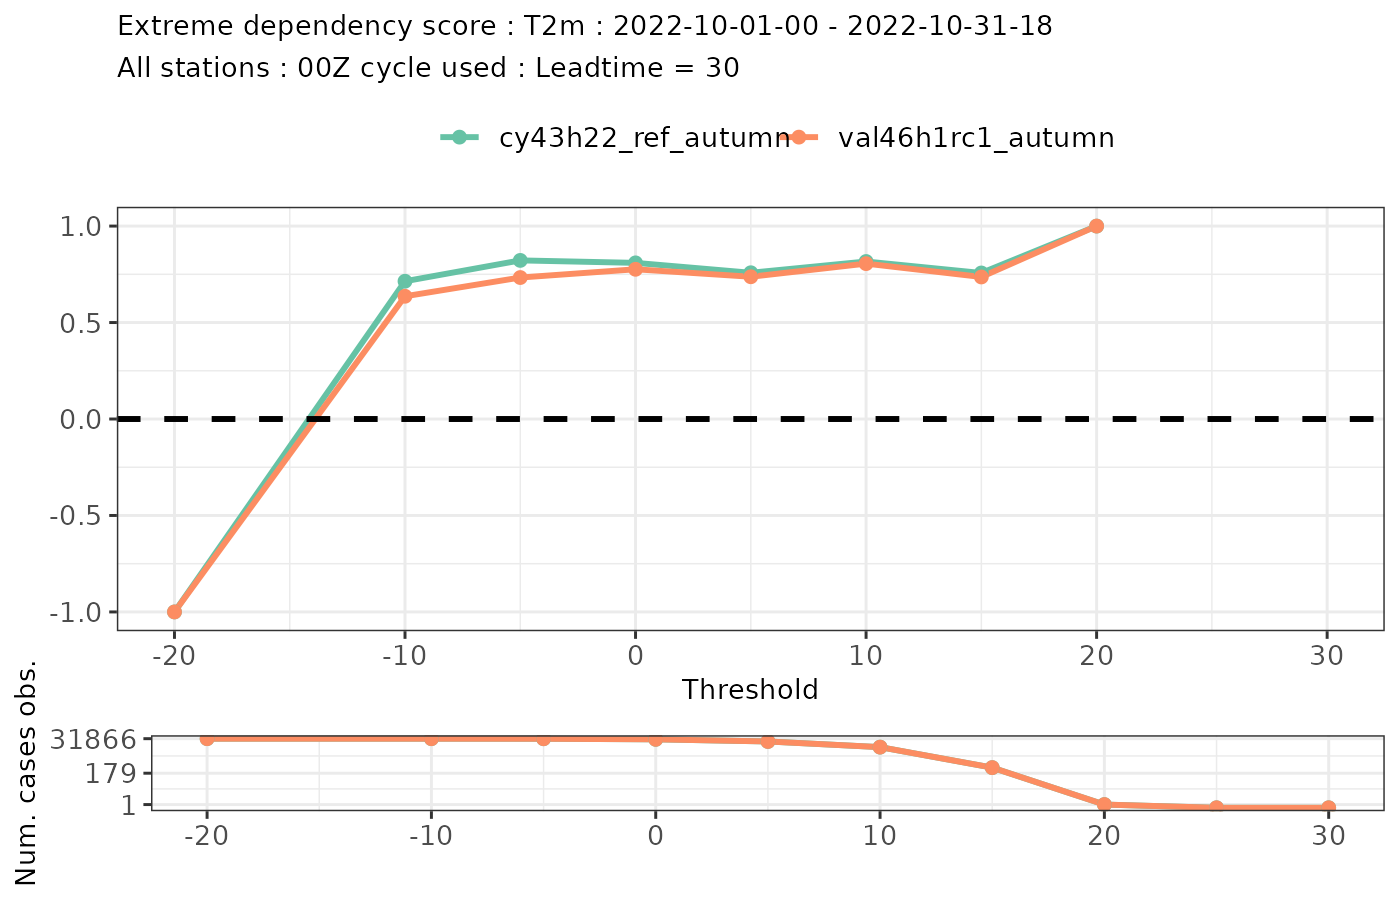 Extreme dependency score : T2m : 2022-10-01-00 - 2022-10-31-18
All stations : 00Z cycle used : Leadtime = 30
cy43h22_ref_autumn val46h1rc1_autumn
1.0
0.5
0.0
-0.5
-1.0
-20 -10 0 10 20 30
Threshold
Num. cases obs.
31866
179
1
-20 -10 0 10 20 30